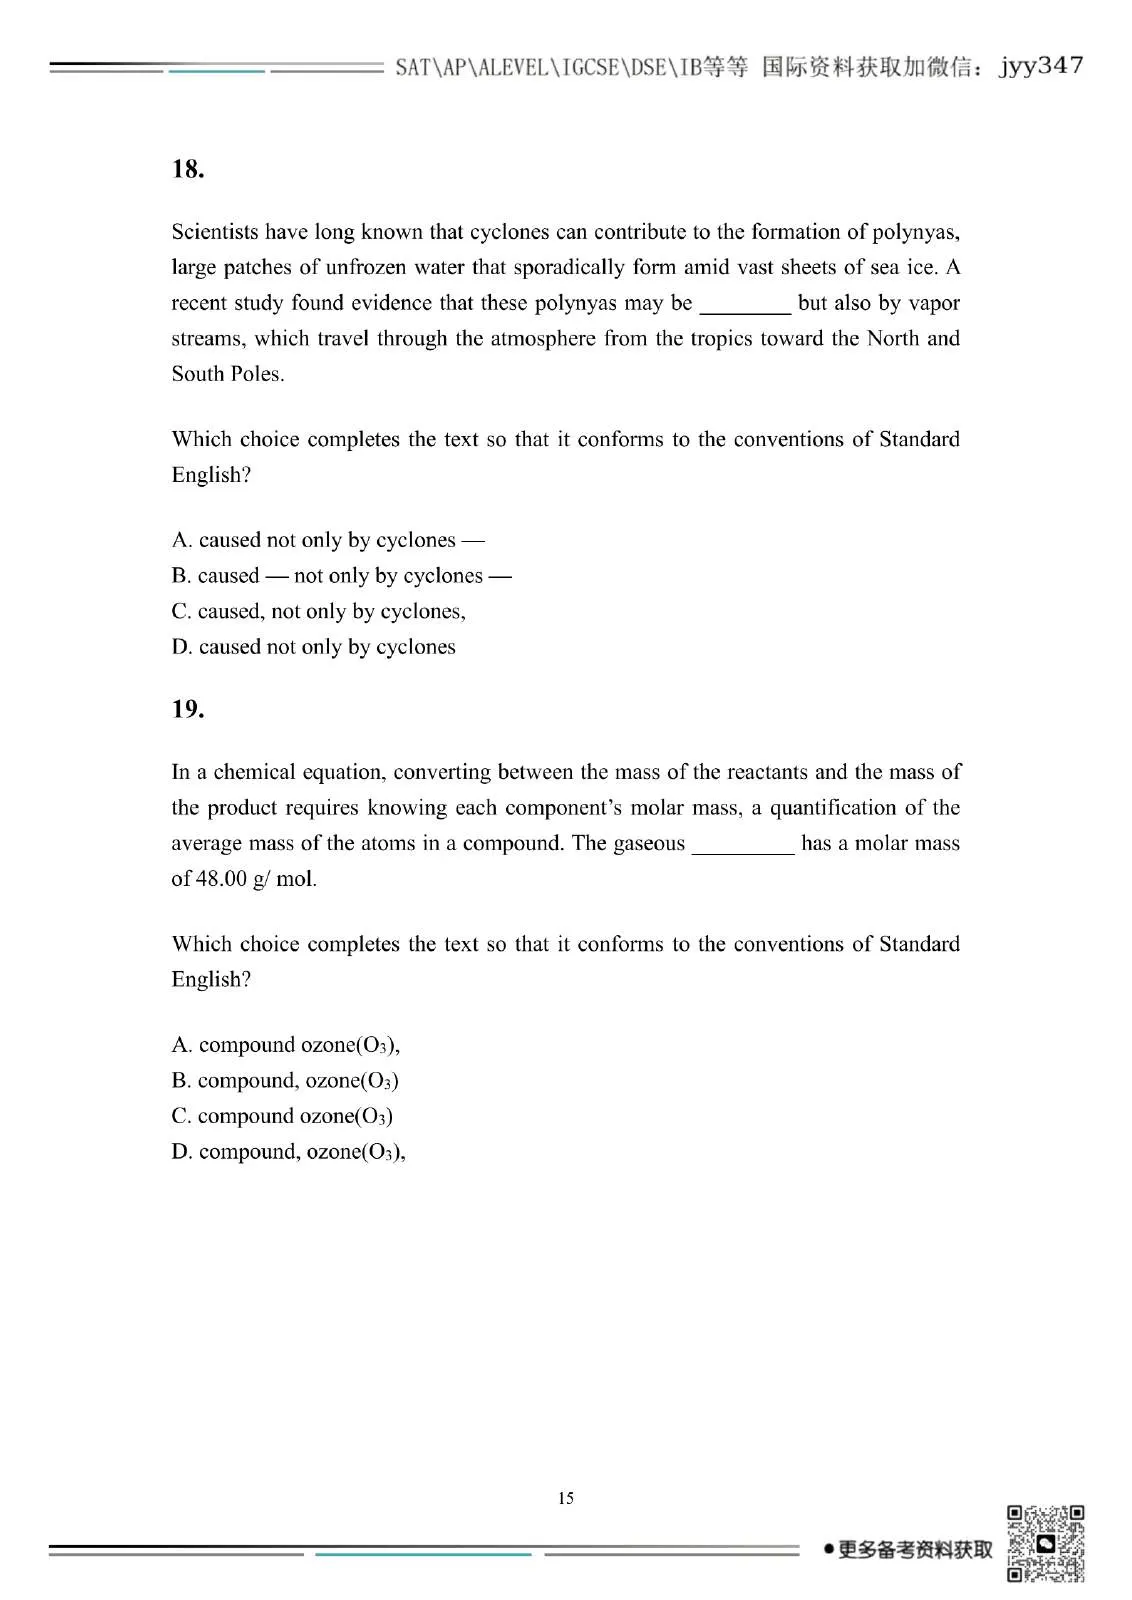 SAT\AP\ALEVEL\IGCSE\DSE\IB等等 国际资料获取加微信: jyy347
18.
Scientists have long known that cyclones can contribute to the formation of polynyas,
large patches of unfrozen water that sporadically form amid vast sheets of sea ice. A
recent study found evidence that these polynyas may be ________ but also by vapor
streams, which travel through the atmosphere from the tropics toward the North and
South Poles.
Which choice completes the text so that it conforms to the conventions of Standard
English?
A. caused not only by cyclones —
B. caused — not only by cyclones —
C. caused, not only by cyclones,
D. caused not only by cyclones
19.
In a chemical equation, converting between the mass of the reactants and the mass of
the product requires knowing each component’s molar mass, a quantification of the
average mass of the atoms in a compound. The gaseous _________ has a molar mass
of 48.00 g/ mol.
Which choice completes the text so that it conforms to the conventions of Standard
English?
A. compound ozone(O₃),
B. compound, ozone(O₃)
C. compound ozone(O₃)
D. compound, ozone(O₃),
15
●更多备考资料获取